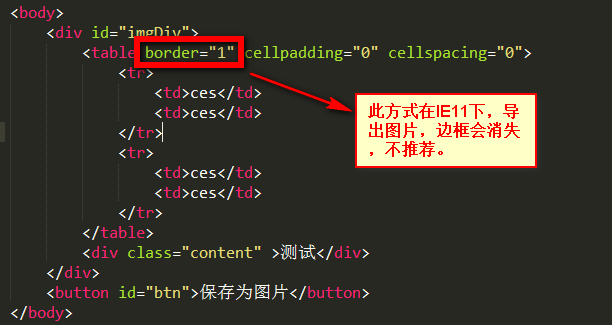 <body>
<div id="imgDiv">
<table border="1" cellpadding="0" cellspacing="0">
<tr>
<td>ces</td>
<td>ces</td>
</tr>
<tr>
<td>ces</td>
<td>ces</td>
</tr>
</table>
<div class="content" >测试</div>
</div>
<button id="btn">保存为图片</button>
</body>
此方式在IE11下，导
出图片，边框会消失
，不推荐。